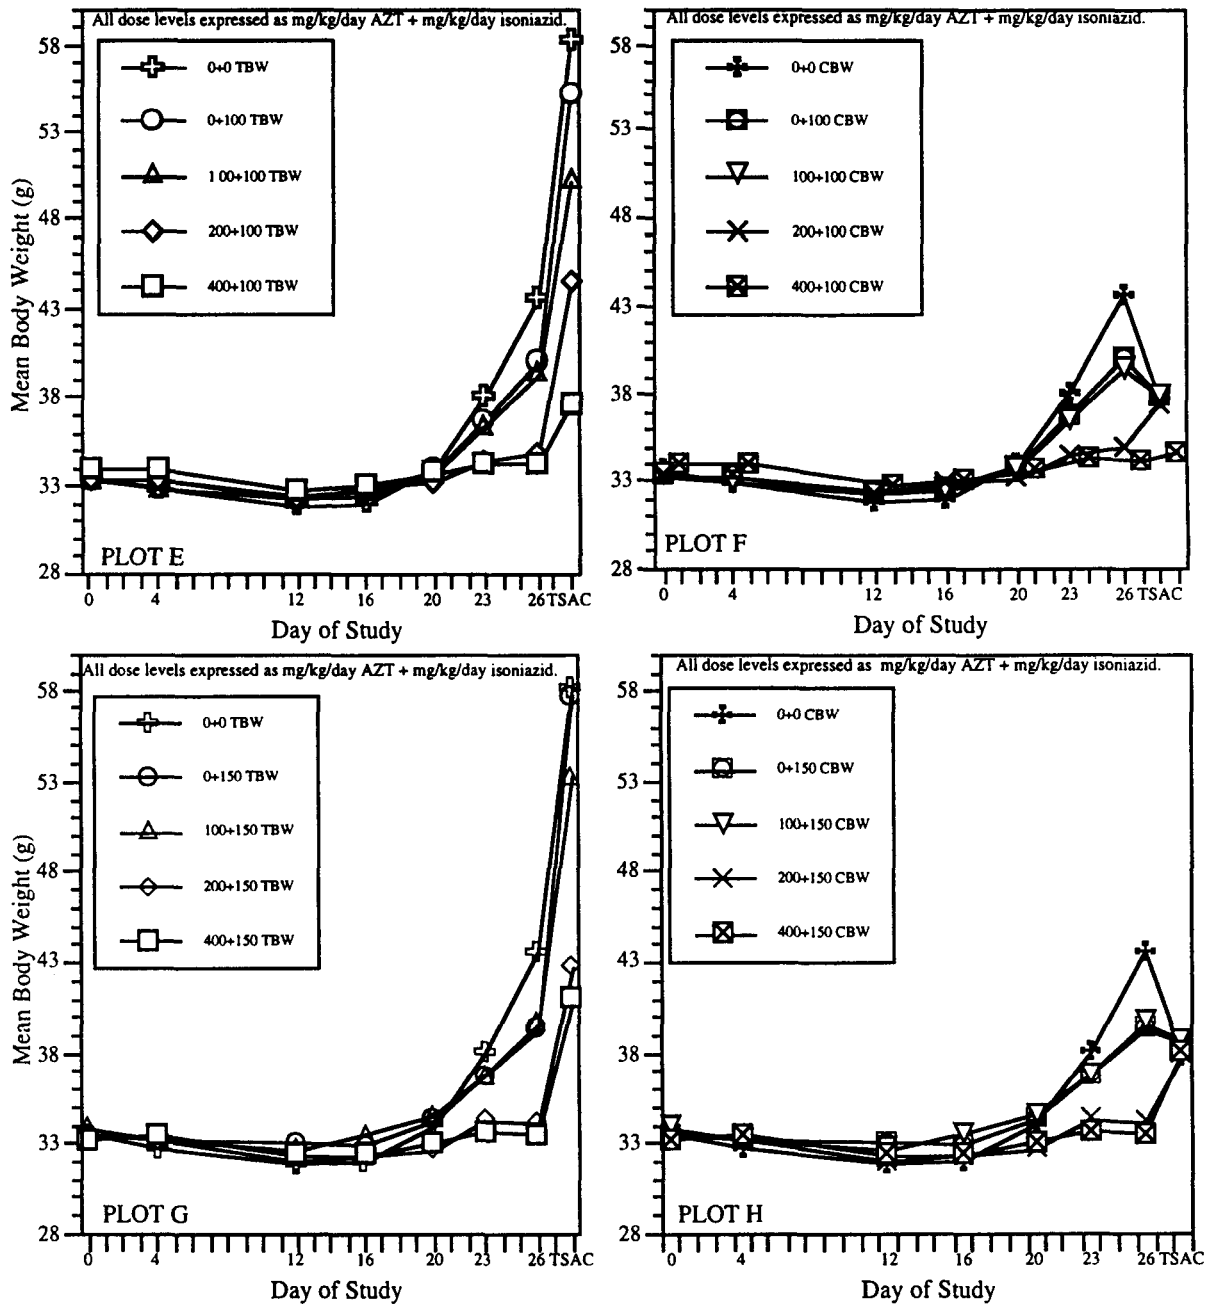 All dose levels expressed as mg/kg/day AZT + mg/kg/day isoniazid.
58
53
48
43
38
33
28
Mean Body Weight (g)
0+0 TBW
0+100 TBW
1 00+100 TBW
200+100 TBW
400+100 TBW
PLOT E
0 4 12 16 20 23 26 TSAC
Day of Study
All dose levels expressed as mg/kg/day AZT + mg/kg/day isoniazid.
58
53
48
43
38
33
28
0+0 CBW
0+100 CBW
100+100 CBW
200+100 CBW
400+100 CBW
PLOT F
0 4 12 16 20 23 26 TSAC
Day of Study
All dose levels expressed as mg/kg/day AZT + mg/kg/day isoniazid.
58
53
48
43
38
33
28
Mean Body Weight (g)
0+0 TBW
0+150 TBW
100+150 TBW
200+150 TBW
400+150 TBW
PLOT G
0 4 12 16 20 23 26 TSAC
Day of Study
All dose levels expressed as mg/kg/day AZT + mg/kg/day isoniazid.
58
53
48
43
38
33
28
0+0 CBW
0+150 CBW
100+150 CBW
200+150 CBW
400+150 CBW
PLOT H
0 4 12 16 20 23 26 TSAC
Day of Study